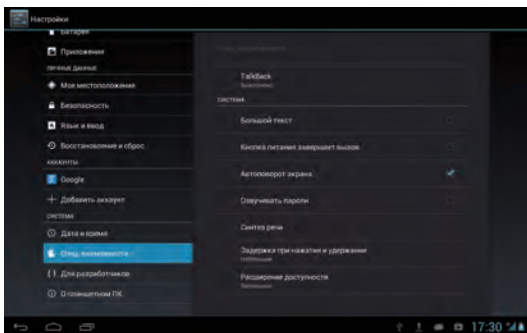 Настройки
Батарея
Приложения
ЛИЧНЫЕ ДАННЫЕ
Мое местоположение
Безопасность
Язык и ввод
Восстановление и сброс
АККАУНТЫ
Google
Добавить аккаунт
СИСТЕМА
Дата и время
Спец. возможности
Для разработчиков
О планшетном ПК
TalkBack
СИСТЕМА
Большой текст
Кнопка питания завершает вызов
Автоповорот экрана
Озвучивать пароли
Синтез речи
Задержка при нажатии и удержании
Расширение доступности
17:30